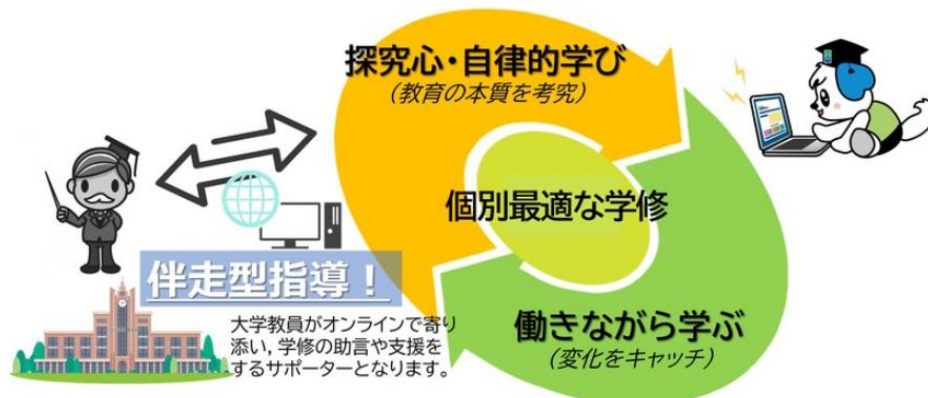 探究心・自律的学び
(教育の本質を考究)
個別最適な学修
伴走型指導！
大学教員がオンラインで寄り
添い，学修の助言や支援を
するサポーターとなります。
働きながら学ぶ
(変化をキャッチ)